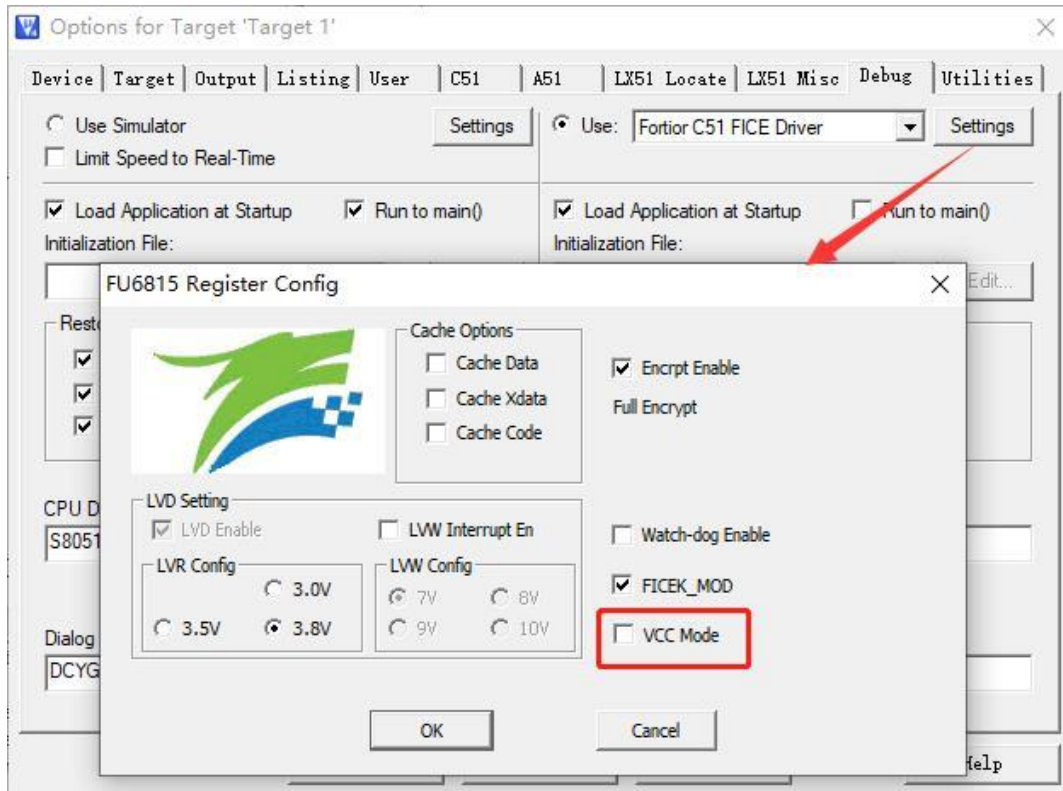 Options for Target 'Target 1'
Device Target Output Listing User C51 A51 LX51 Locate LX51 Misc Debug Utilities
Use Simulator Settings Use: Fortior C51 FICE Driver Settings
Limit Speed to Real-Time
Load Application at Startup Run to main() Load Application at Startup Run to main()
Initialization File: Initialization File:
Edit...
FU6815 Register Config
Cache Options
Cache Data
Cache Xdata
Cache Code
Encrpt Enable
Full Encrypt
LVD Setting
LVD Enable LVW Interrupt En
LVR Config LVW Config
3.0V 7V 8V
3.5V 3.8V 9V 10V
Watch-dog Enable
FICEK_MOD
VCC Mode
CPU D
S8051
Dialog
DCYG
OK Cancel